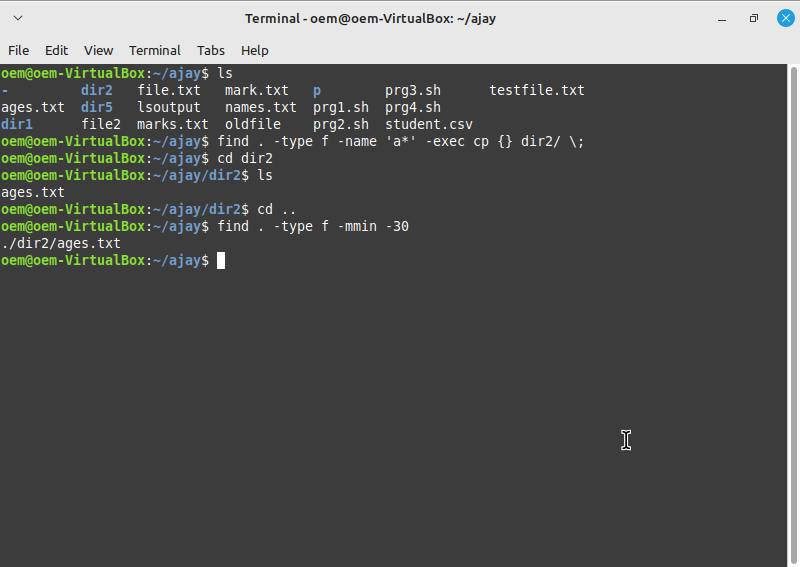 Terminal - oem@oem-VirtualBox: ~/ajay
File Edit View Terminal Tabs Help
oem@oem-VirtualBox:~/ajay$ ls
-        dir2   file.txt   mark.txt   p        prg3.sh      testfile.txt
ages.txt  dir5   lsoutput   names.txt  prg1.sh  prg4.sh
dir1      file2  marks.txt  oldfile    prg2.sh  student.csv
oem@oem-VirtualBox:~/ajay$ find . -type f -name 'a*' -exec cp {} dir2/ \;
oem@oem-VirtualBox:~/ajay$ cd dir2
oem@oem-VirtualBox:~/ajay/dir2$ ls
ages.txt
oem@oem-VirtualBox:~/ajay/dir2$ cd ..
oem@oem-VirtualBox:~/ajay$ find . -type f -mmin -30
./dir2/ages.txt
oem@oem-VirtualBox:~/ajay$